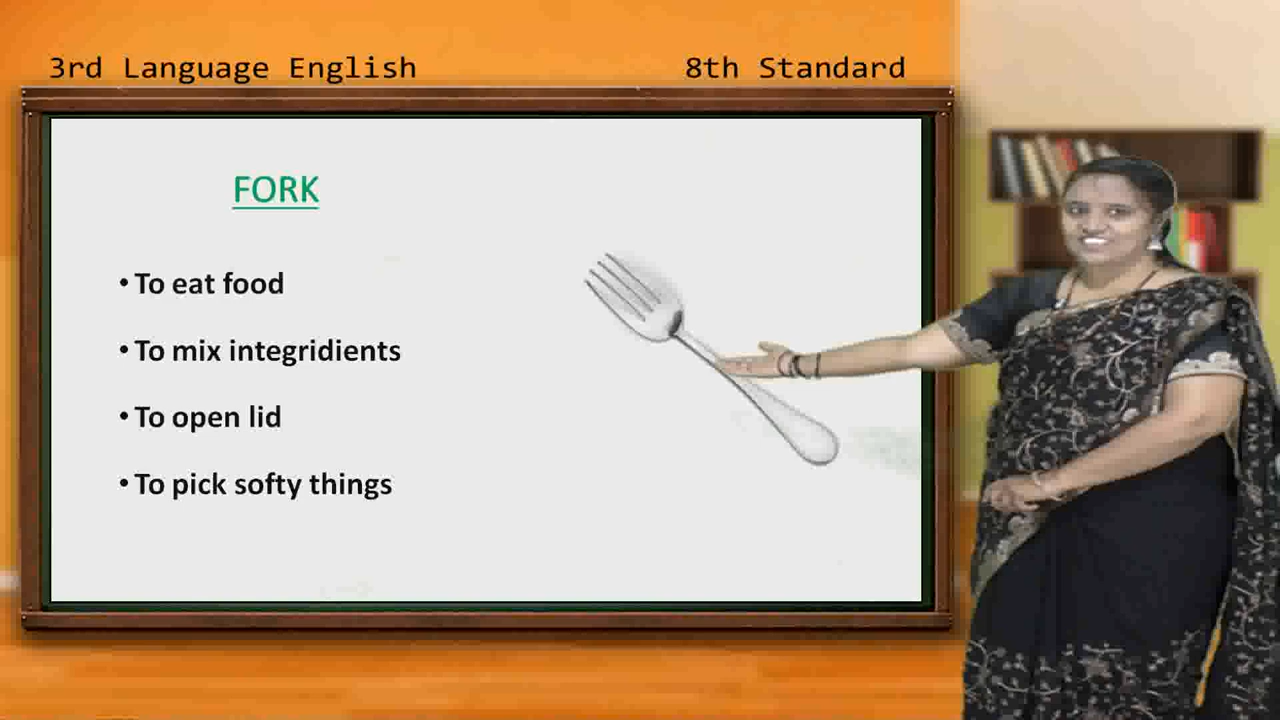 3rd Language English
8th Standard
FORK
• To eat food
• To mix integridients
• To open lid
• To pick softy things